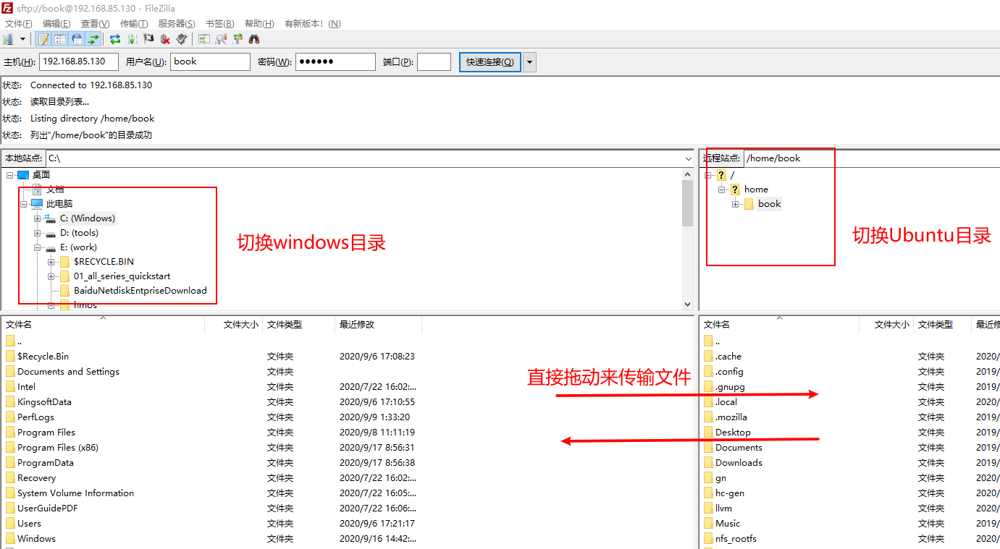 sftp://book@192.168.85.130 - FileZilla
文件(F) 编辑(E) 查看(V) 传输(T) 服务器(S) 书签(B) 帮助(H) 有新版本! (N)
主机(H): 192.168.85.130 用户名(U): book 密码(W): ●●●●●● 端口(P): 快速连接(Q)
状态: Connected to 192.168.85.130
状态: 读取目录列表...
状态: Listing directory /home/book
状态: 列出"/home/book"的目录成功
本地站点: C:\
桌面
文档
此电脑
C: (Windows)
D: (tools)
E: (work)
$RECYCLE.BIN
01_all_series_quickstart
BaiduNetdiskEntpriseDownload
hmos
切换windows目录
远程站点: /home/book
/
home
book
切换Ubuntu目录
文件名 文件大小 文件类型 最近修改
..
$Recycle.Bin 文件夹 2020/9/6 17:08:23
Documents and Settings 文件夹
Intel 文件夹 2020/7/22 16:02:...
KingsoftData 文件夹 2020/9/6 17:10:55
PerfLogs 文件夹 2020/9/9 1:33:20
Program Files 文件夹 2020/9/8 11:11:19
Program Files (x86) 文件夹 2020/9/17 8:56:31
ProgramData 文件夹 2020/9/17 8:56:38
Recovery 文件夹 2020/7/22 16:02:...
System Volume Information 文件夹 2020/7/22 16:05:...
UserGuidePDF 文件夹 2020/7/22 16:06:...
Users 文件夹 2020/9/6 17:21:17
Windows 文件夹 2020/9/16 14:42:...
直接拖动来传输文件
文件名 文件大小 文件类型 最近修
..
.cache 文件夹 2020/
.config 文件夹 2019/
.gnupg 文件夹 2020/
.local 文件夹 2020/
.mozilla 文件夹 2019/
Desktop 文件夹 2019/
Documents 文件夹 2019/
Downloads 文件夹 2019/
gn 文件夹 2020/
hc-gen 文件夹 2020/
llvm 文件夹 2020/
Music 文件夹 2019/
nfs_rootfs 文件夹 2020/